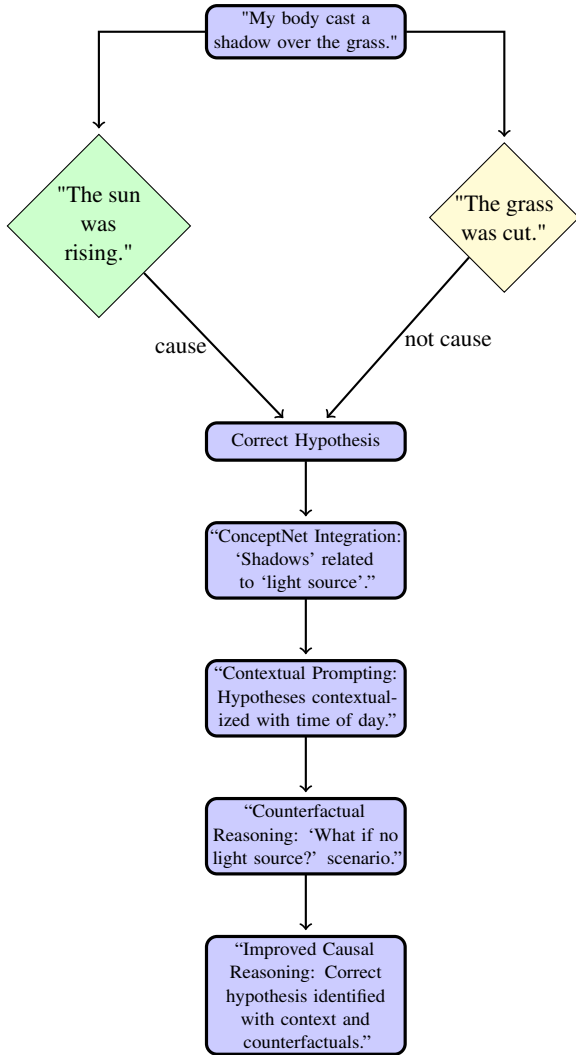 "My body cast a
shadow over the grass."
"The sun
was
rising."
"The grass
was cut."
cause
not cause
Correct Hypothesis
“ConceptNet Integration:
‘Shadows’ related
to ‘light source’.”
“Contextual Prompting:
Hypotheses contextual-
ized with time of day.”
“Counterfactual
Reasoning: ‘What if no
light source?’ scenario.”
“Improved Causal
Reasoning: Correct
hypothesis identified
with context and
counterfactuals.”